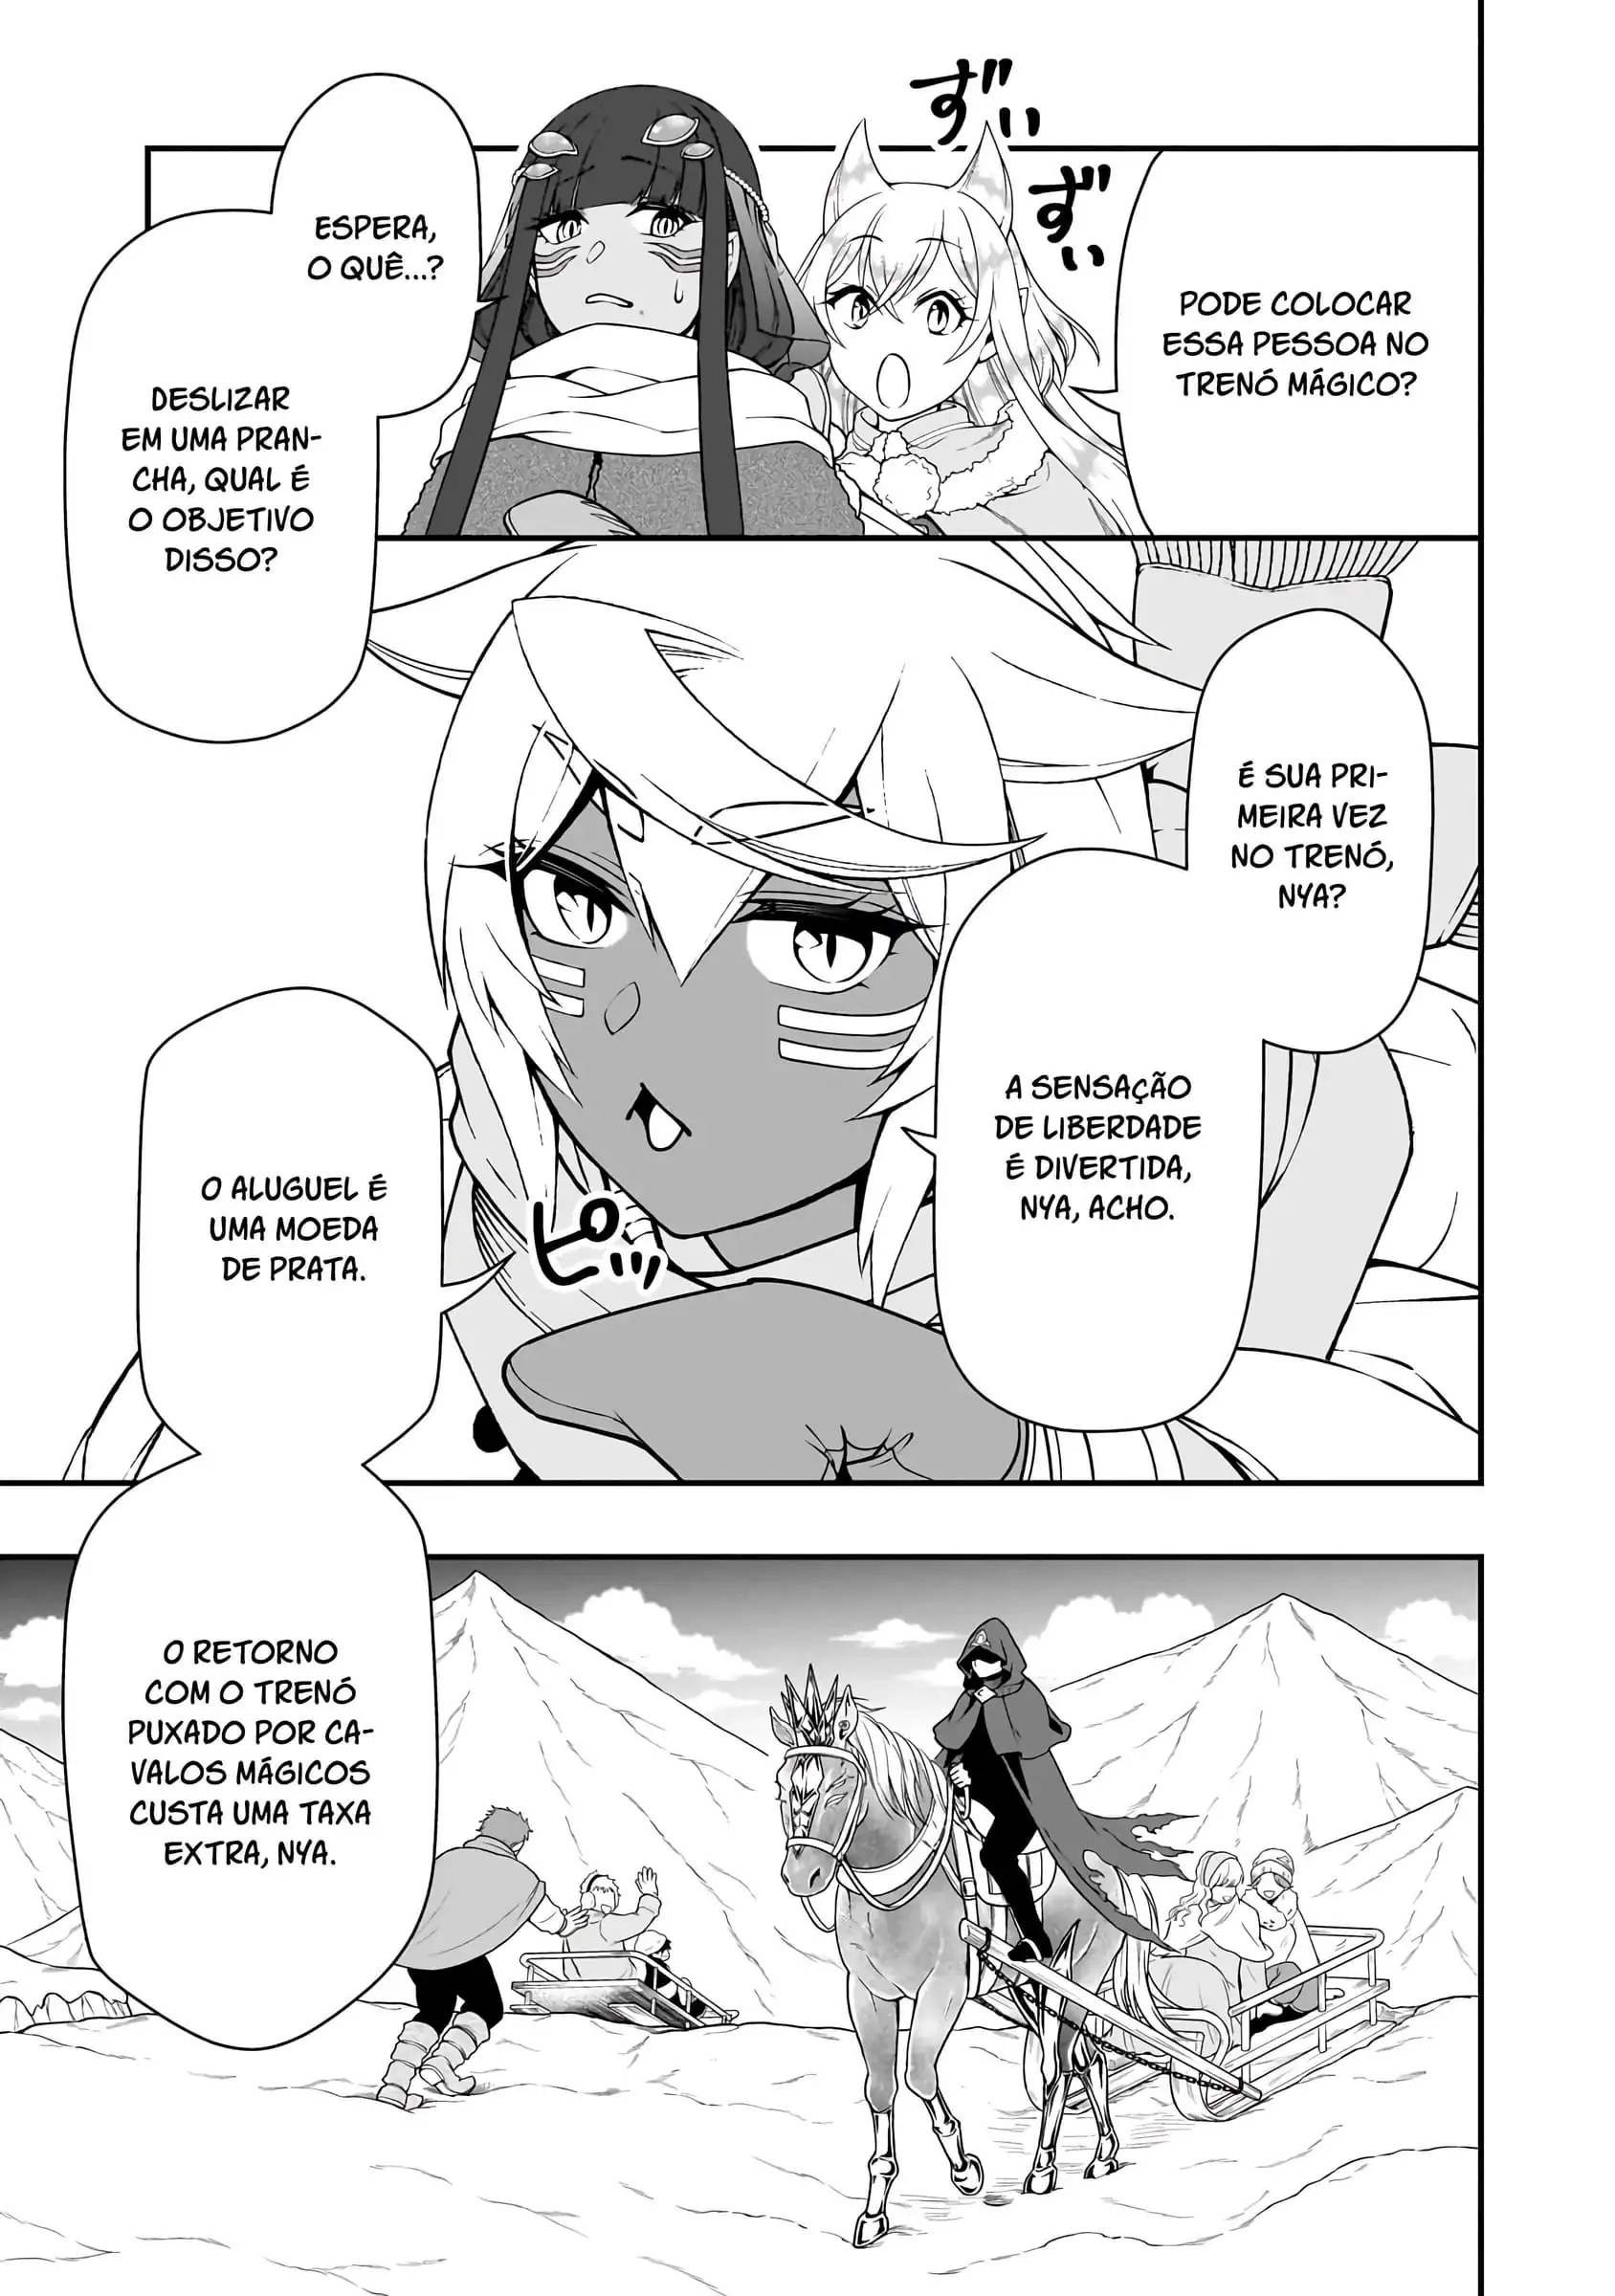 ずいっ
ずいっ
PODE COLOCAR
ESSA PESSOA NO
TRENÓ MÁGICO?
ESPERA,
O QUÊ...?
DESLIZAR
EM UMA PRAN-
CHA, QUAL É
O OBJETIVO
DISSO?
É SUA PRI-
MEIRA VEZ
NO TRENÓ,
NYA?
A SENSAÇÃO
DE LIBERDADE
É DIVERTIDA,
NYA, ACHO.
ピッ
O ALUGUEL É
UMA MOEDA
DE PRATA.
O RETORNO
COM O TRENÓ
PUXADO POR CA-
VALOS MÁGICOS
CUSTA UMA TAXA
EXTRA, NYA.